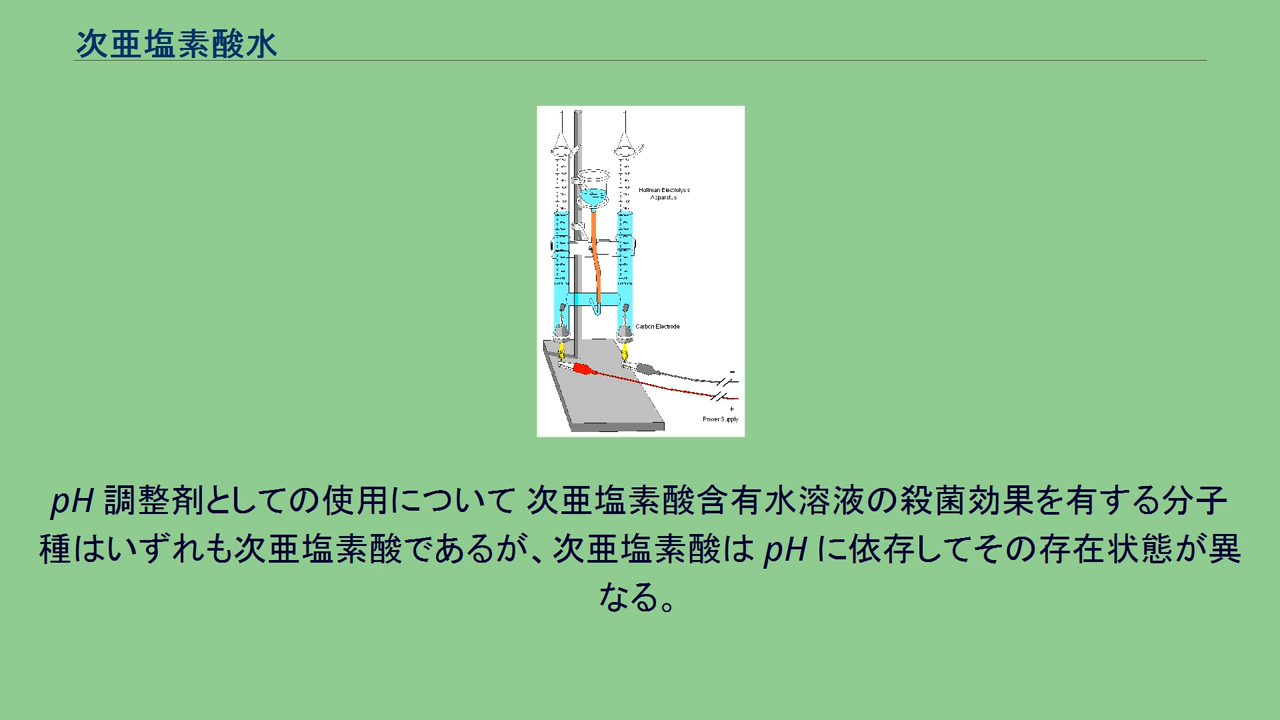 次亜塩素酸水
Hoffman Electrolysis
Apparatus
Carbon Electrode
−
+
Power Supply
pH 調整剤としての使用について 次亜塩素酸含有水溶液の殺菌効果を有する分子
種はいずれも次亜塩素酸であるが、次亜塩素酸は pH に依存してその存在状態が異
なる。